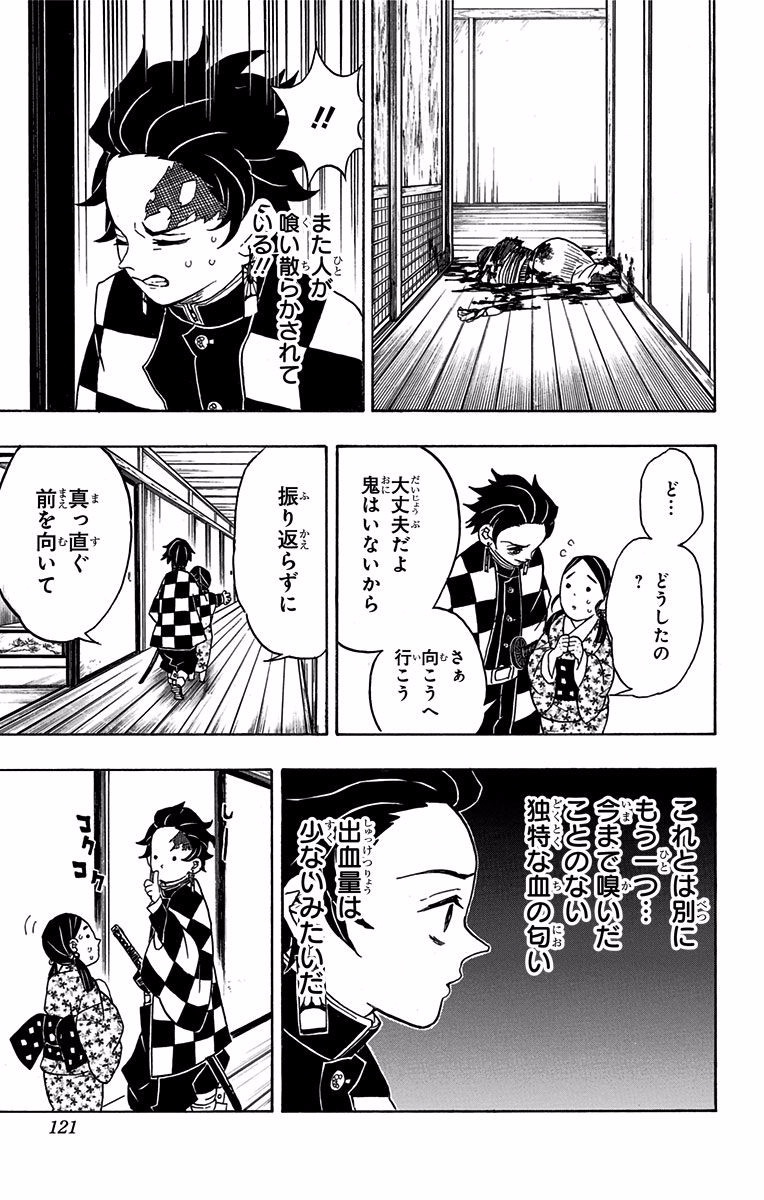 !!
また人が
喰い散らかされて
いる!!
ど…
どうしたの
?
大丈夫だよ
鬼はいないから
さぁ
向こうへ
行こう
振り返らずに
真っ直ぐ
前を向いて
これとは別に
もう一つ…
今まで嗅いだ
ことのない
独特な血の匂い
出血量は
少ないみたいだ
しーっ
コク
コク
121